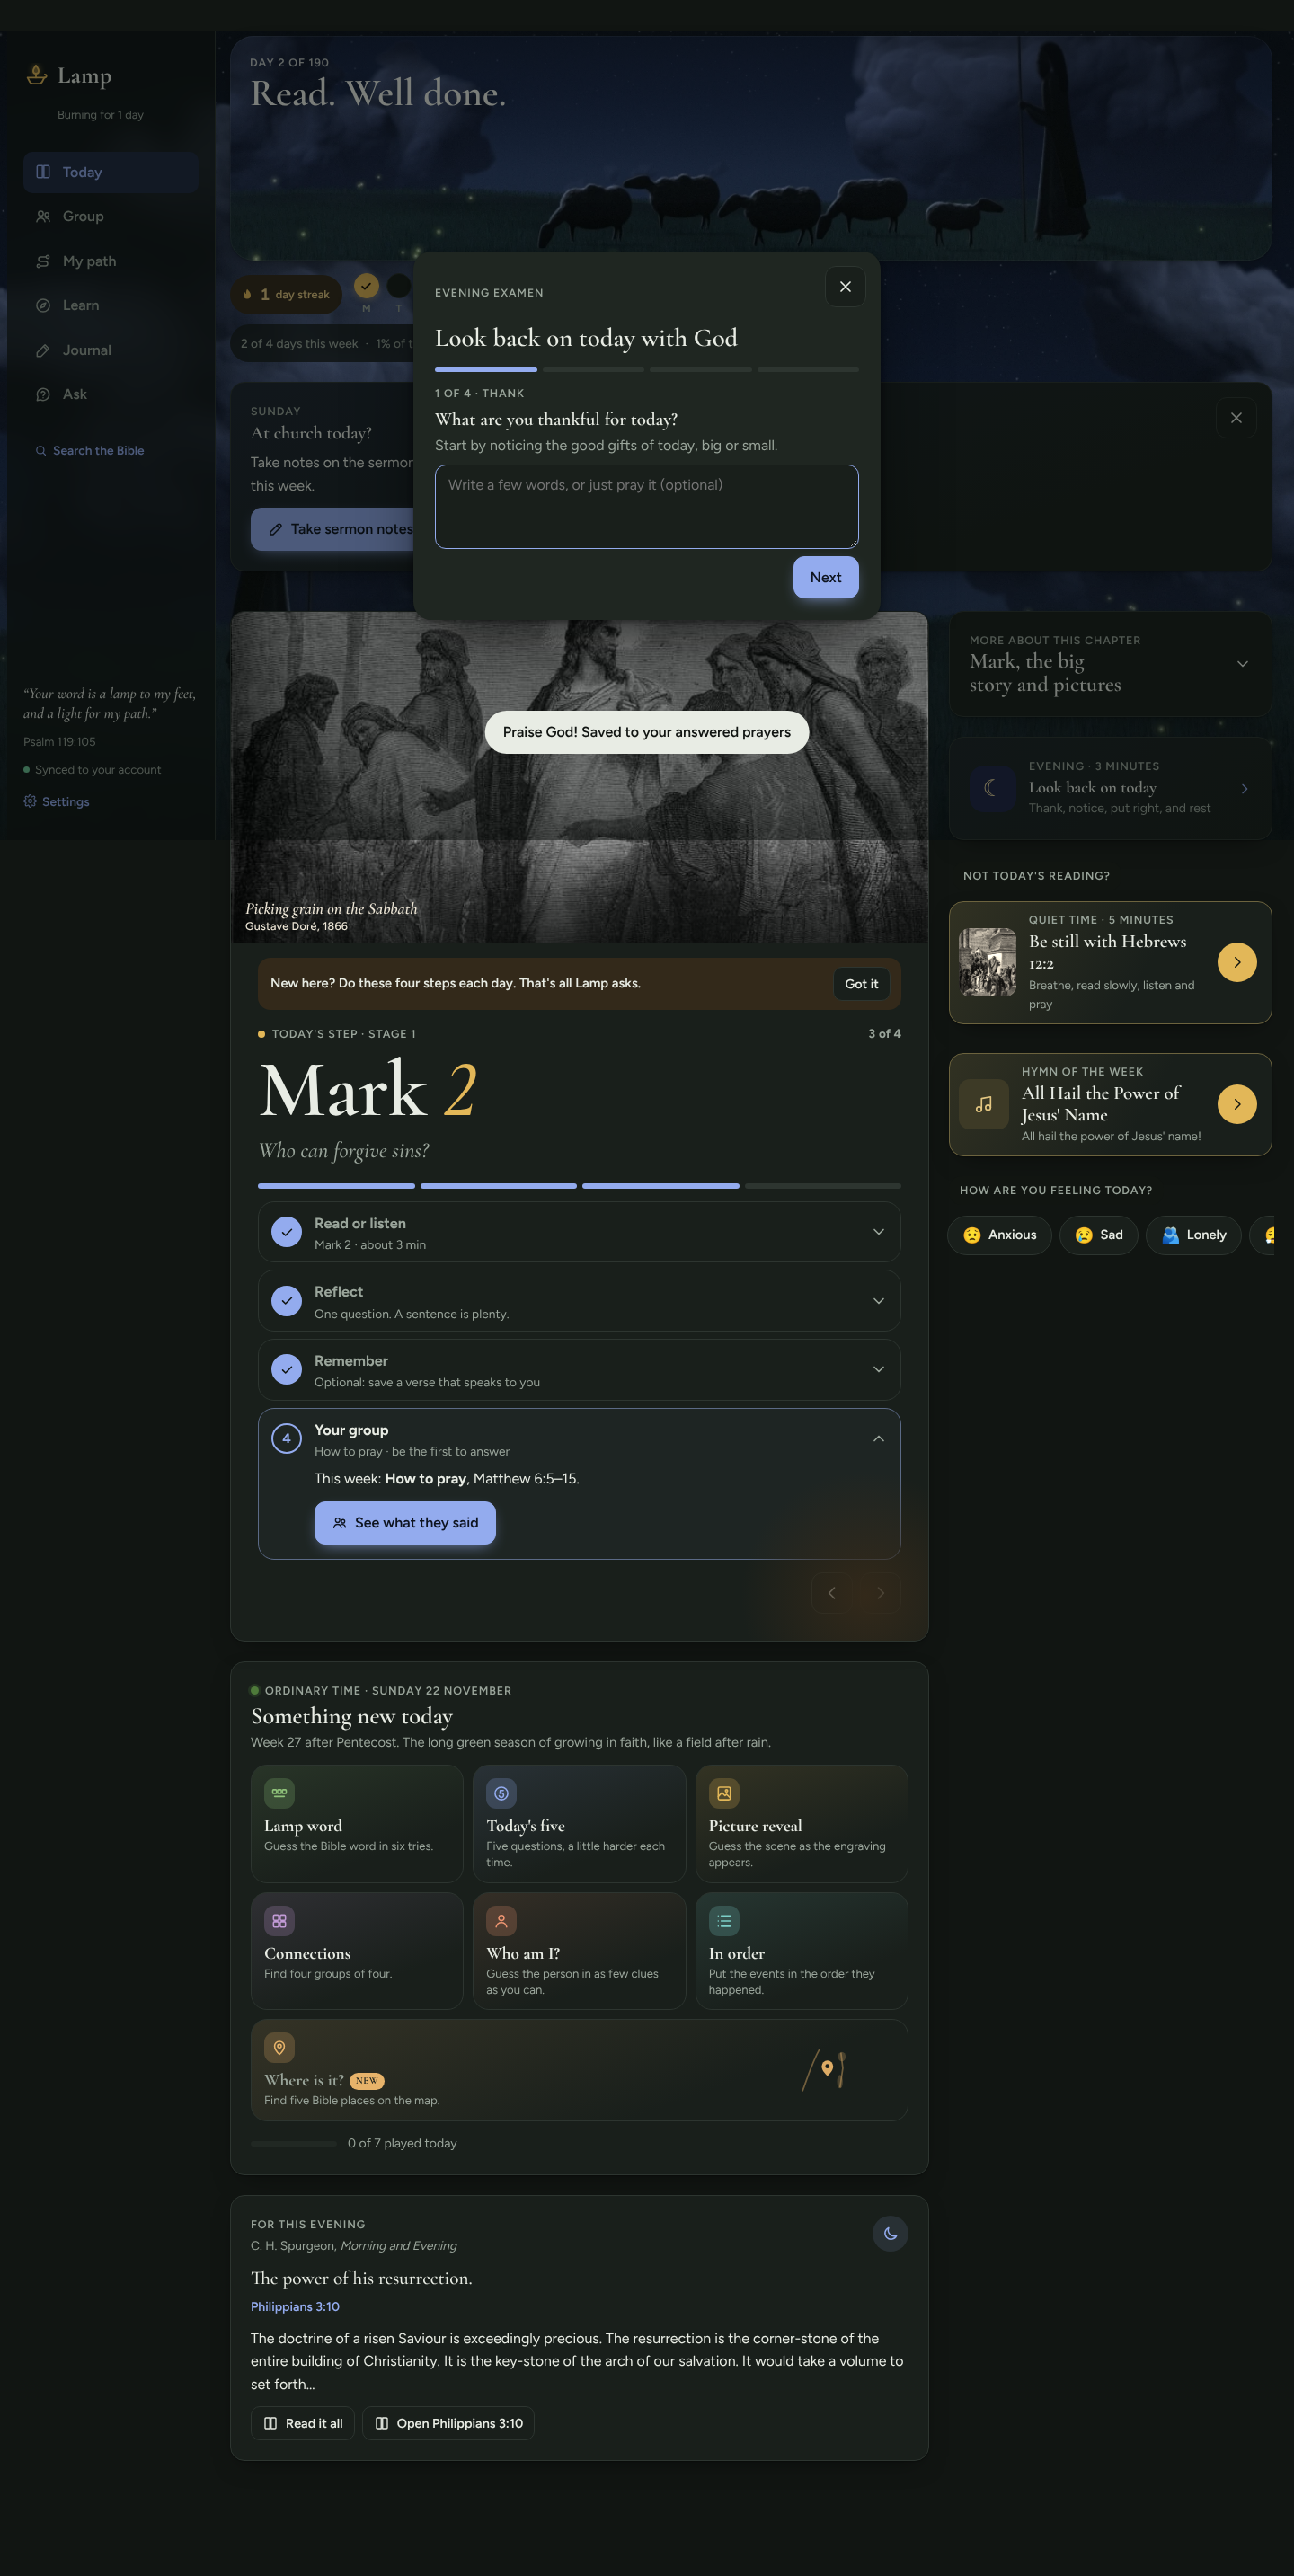 Lamp
Burning for 1 day
Today
Group
My path
Learn
Journal
Ask
Search the Bible
“Your word is a lamp to my feet,
and a light for my path.”
Psalm 119:105
Synced to your account
Settings
DAY 2 OF 190
Read. Well done.
1 day streak
M
T
2 of 4 days this week · 1% of t
SUNDAY
At church today?
Take notes on the sermon
this week.
Take sermon notes
EVENING EXAMEN
Look back on today with God
1 OF 4 · THANK
What are you thankful for today?
Start by noticing the good gifts of today, big or small.
Write a few words, or just pray it (optional)
Next
Praise God! Saved to your answered prayers
Picking grain on the Sabbath
Gustave Doré, 1866
New here? Do these four steps each day. That's all Lamp asks.
Got it
TODAY'S STEP · STAGE 1
3 of 4
Mark 2
Who can forgive sins?
Read or listen
Mark 2 · about 3 min
Reflect
One question. A sentence is plenty.
Remember
Optional: save a verse that speaks to you
4
Your group
How to pray · be the first to answer
This week: How to pray, Matthew 6:5–15.
See what they said
MORE ABOUT THIS CHAPTER
Mark, the big
story and pictures
EVENING · 3 MINUTES
Look back on today
Thank, notice, put right, and rest
NOT TODAY'S READING?
QUIET TIME · 5 MINUTES
Be still with Hebrews
12:2
Breathe, read slowly, listen and
pray
HYMN OF THE WEEK
All Hail the Power of
Jesus' Name
All hail the power of Jesus' name!
HOW ARE YOU FEELING TODAY?
Anxious
Sad
Lonely
ORDINARY TIME · SUNDAY 22 NOVEMBER
Something new today
Week 27 after Pentecost. The long green season of growing in faith, like a field after rain.
Lamp word
Guess the Bible word in six tries.
5
Today's five
Five questions, a little harder each
time.
Picture reveal
Guess the scene as the engraving
appears.
Connections
Find four groups of four.
Who am I?
Guess the person in as few clues
as you can.
In order
Put the events in the order they
happened.
Where is it? NEW
Find five Bible places on the map.
0 of 7 played today
FOR THIS EVENING
C. H. Spurgeon, Morning and Evening
The power of his resurrection.
Philippians 3:10
The doctrine of a risen Saviour is exceedingly precious. The resurrection is the corner-stone of the
entire building of Christianity. It is the key-stone of the arch of our salvation. It would take a volume to
set forth…
Read it all
Open Philippians 3:10